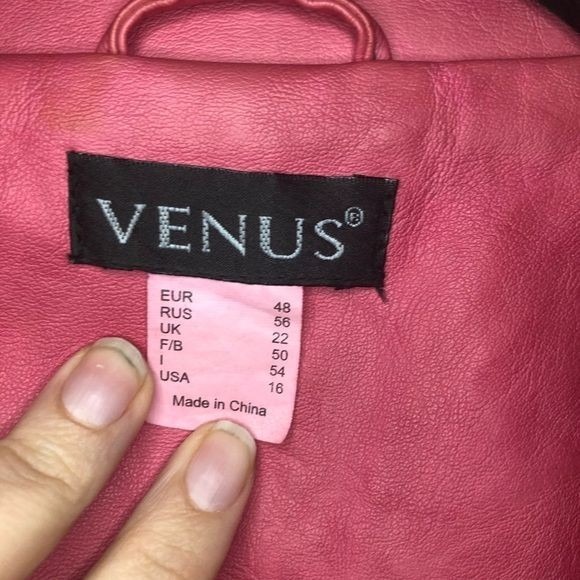 VENUS®
EUR 48
RUS 56
UK 22
F/B 50
I 54
USA 16
Made in China